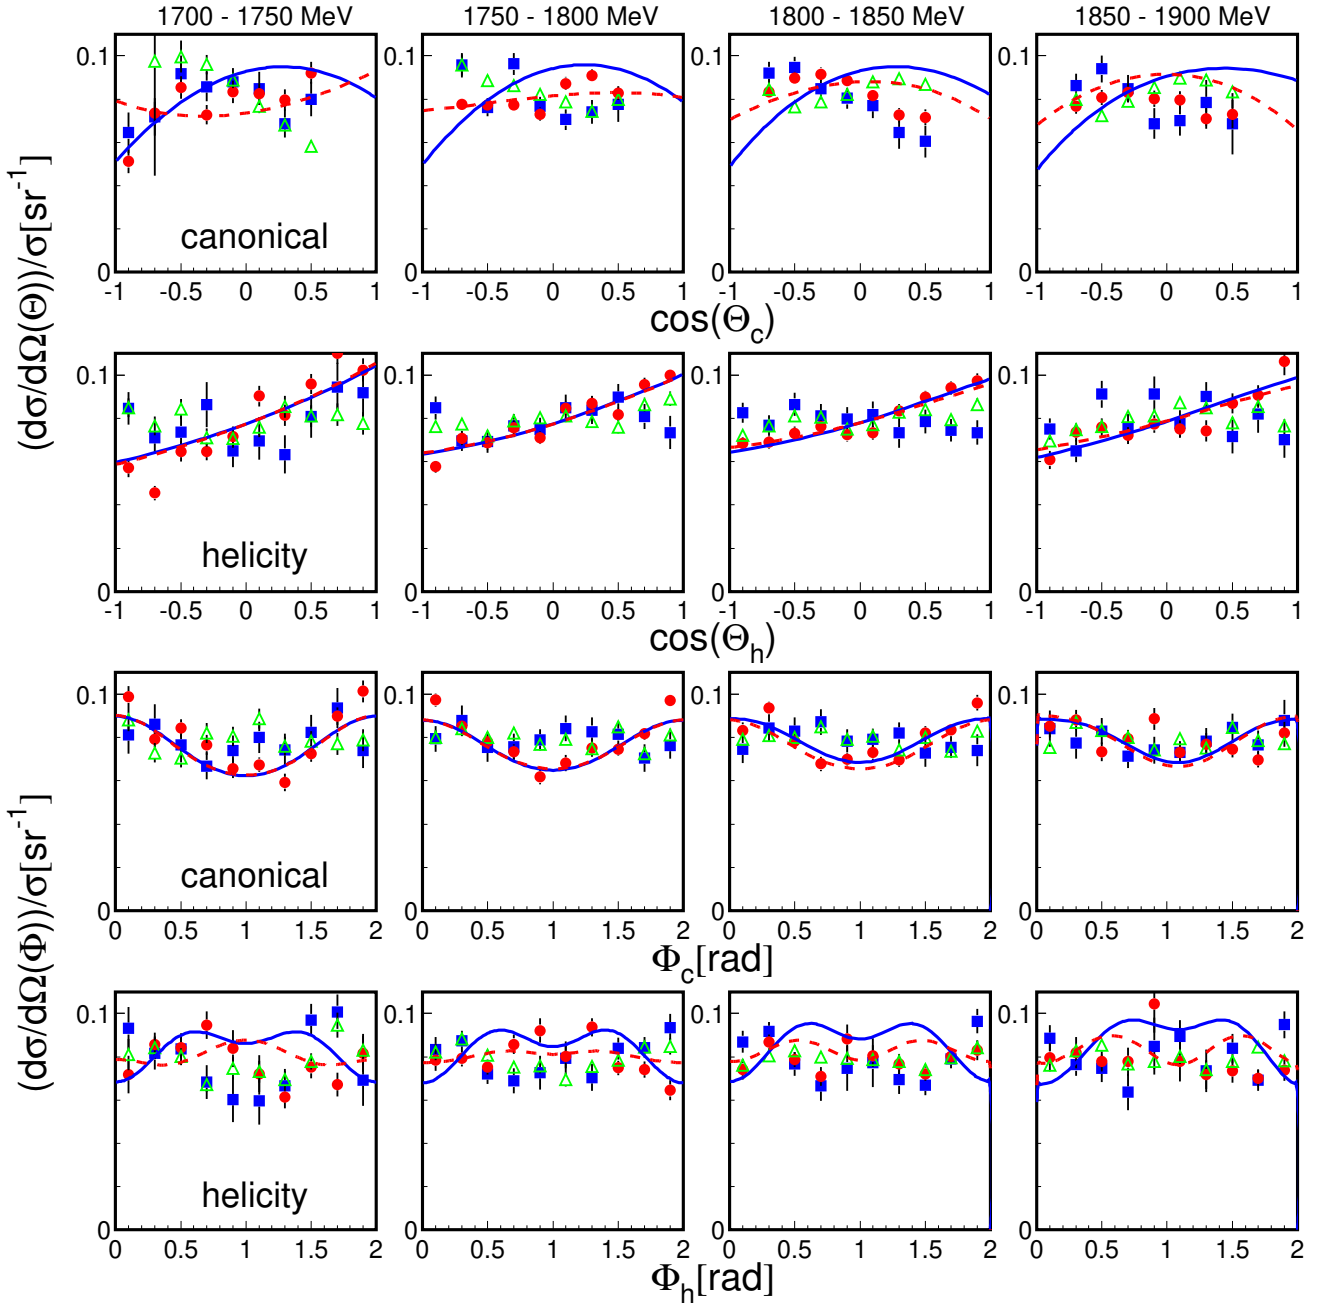 1700 - 1750 MeV 1750 - 1800 MeV 1800 - 1850 MeV 1850 - 1900 MeV
(dσ/dΩ(Θ))/σ[sr⁻¹]
0.1 0.1 0.1 0.1
canonical
0 0 0 0
-1 -0.5 0 0.5 1 -1 -0.5 0 0.5 1 -1 -0.5 0 0.5 1 -1 -0.5 0 0.5 1
cos(Θc)
0.1 0.1 0.1 0.1
helicity
0 0 0 0
-1 -0.5 0 0.5 1 -1 -0.5 0 0.5 1 -1 -0.5 0 0.5 1 -1 -0.5 0 0.5 1
cos(Θh)
(dσ/dΩ(Φ))/σ[sr⁻¹]
0.1 0.1 0.1 0.1
canonical
0 0 0 0
0 0.5 1 1.5 2 0 0.5 1 1.5 2 0 0.5 1 1.5 2 0 0.5 1 1.5 2
Φc[rad]
0.1 0.1 0.1 0.1
helicity
0 0 0 0
0 0.5 1 1.5 2 0 0.5 1 1.5 2 0 0.5 1 1.5 2 0 0.5 1 1.5 2
Φh[rad]